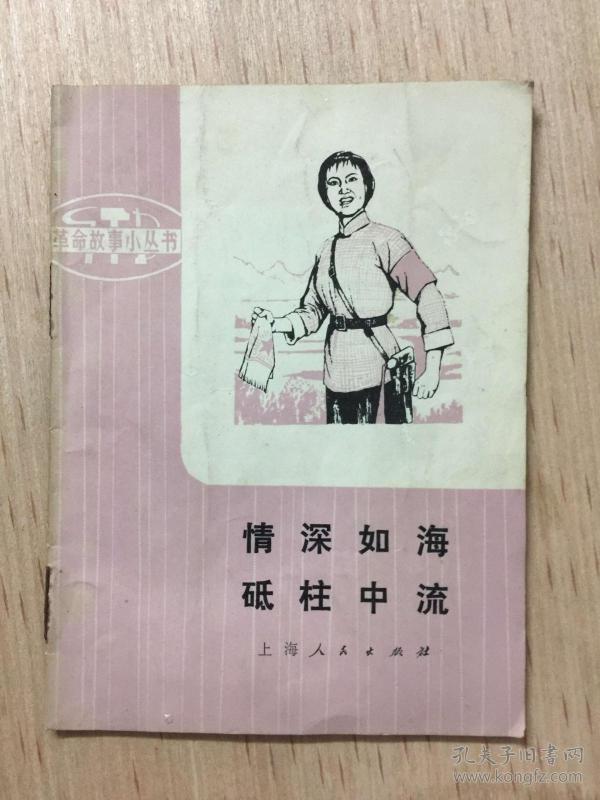 革命故事小丛书
情深如海
砥柱中流
上海人民出版社
孔夫子旧书网
www.kongfz.com